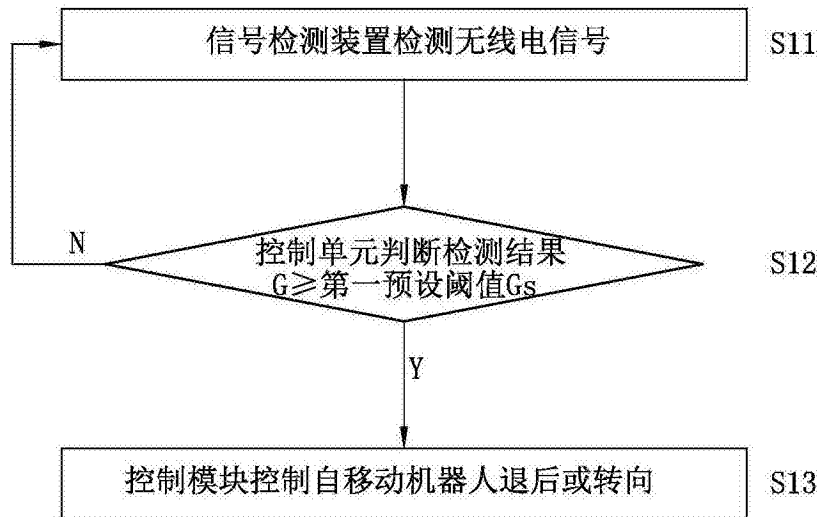 信号检测装置检测无线电信号 S11
控制单元判断检测结果 S12
G≥第一预设阈值Gs
N
Y
控制模块控制自移动机器人退后或转向 S13